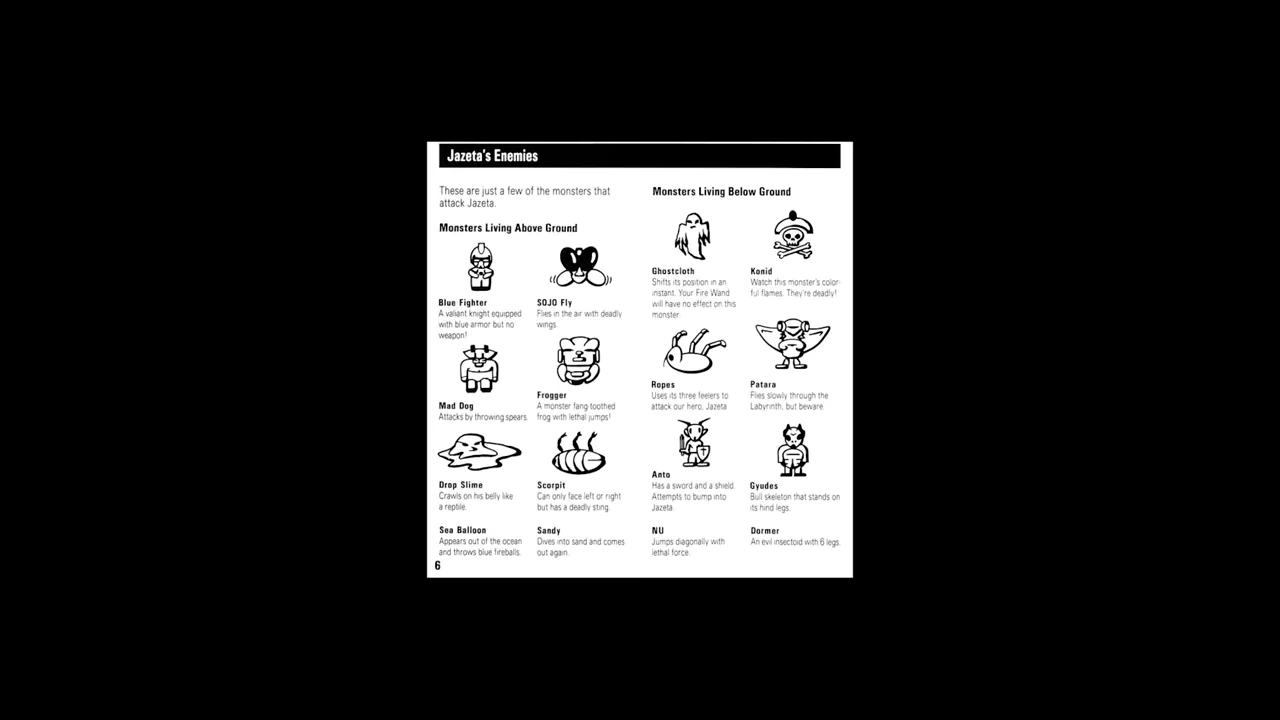 Jazeta's Enemies
These are just a few of the monsters that
attack Jazeta.
Monsters Living Above Ground
Blue Fighter
A valiant knight equipped
with blue armor but no
weapon!
SOJO Fly
Flies in the air with deadly
wings.
Mad Dog
Attacks by throwing spears.
Frogger
A monster fang-toothed
frog with lethal jumps!
Drop Slime
Crawls on his belly like
a reptile.
Scorpit
Can only face left or right
but has a deadly sting.
Sea Balloon
Appears out of the ocean
and throws blue fireballs.
Sandy
Dives into sand and comes
out again.
Monsters Living Below Ground
Ghostcloth
Shifts its position in an
instant. Your Fire Wand
will have no effect on this
monster.
Konid
Watch this monster's color-
ful flames. They're deadly!
Ropes
Uses its three feelers to
attack our hero, Jazeta
Patara
Flies slowly through the
Labyrinth, but beware
Anto
Has a sword and a shield.
Attempts to bump into
Jazeta.
Gyudes
Bull skeleton that stands on
its hind legs.
NU
Jumps diagonally with
lethal force.
Dormer
An evil insectoid with 6 legs.
6